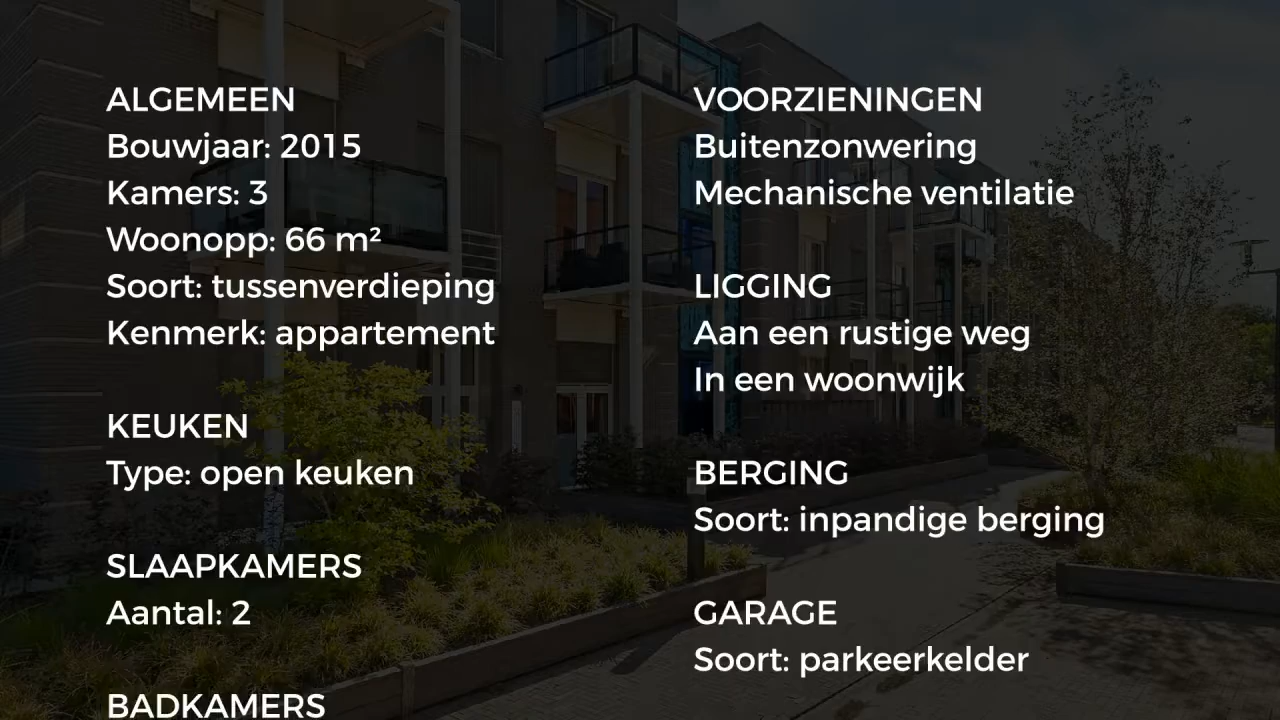 ALGEMEEN
Bouwjaar: 2015
Kamers: 3
Woonopp: 66 m²
Soort: tussenverdieping
Kenmerk: appartement
KEUKEN
Type: open keuken
SLAAPKAMERS
Aantal: 2
BADKAMERS
VOORZIENINGEN
Buitenzonwering
Mechanische ventilatie
LIGGING
Aan een rustige weg
In een woonwijk
BERGING
Soort: inpandige berging
GARAGE
Soort: parkeerkelder